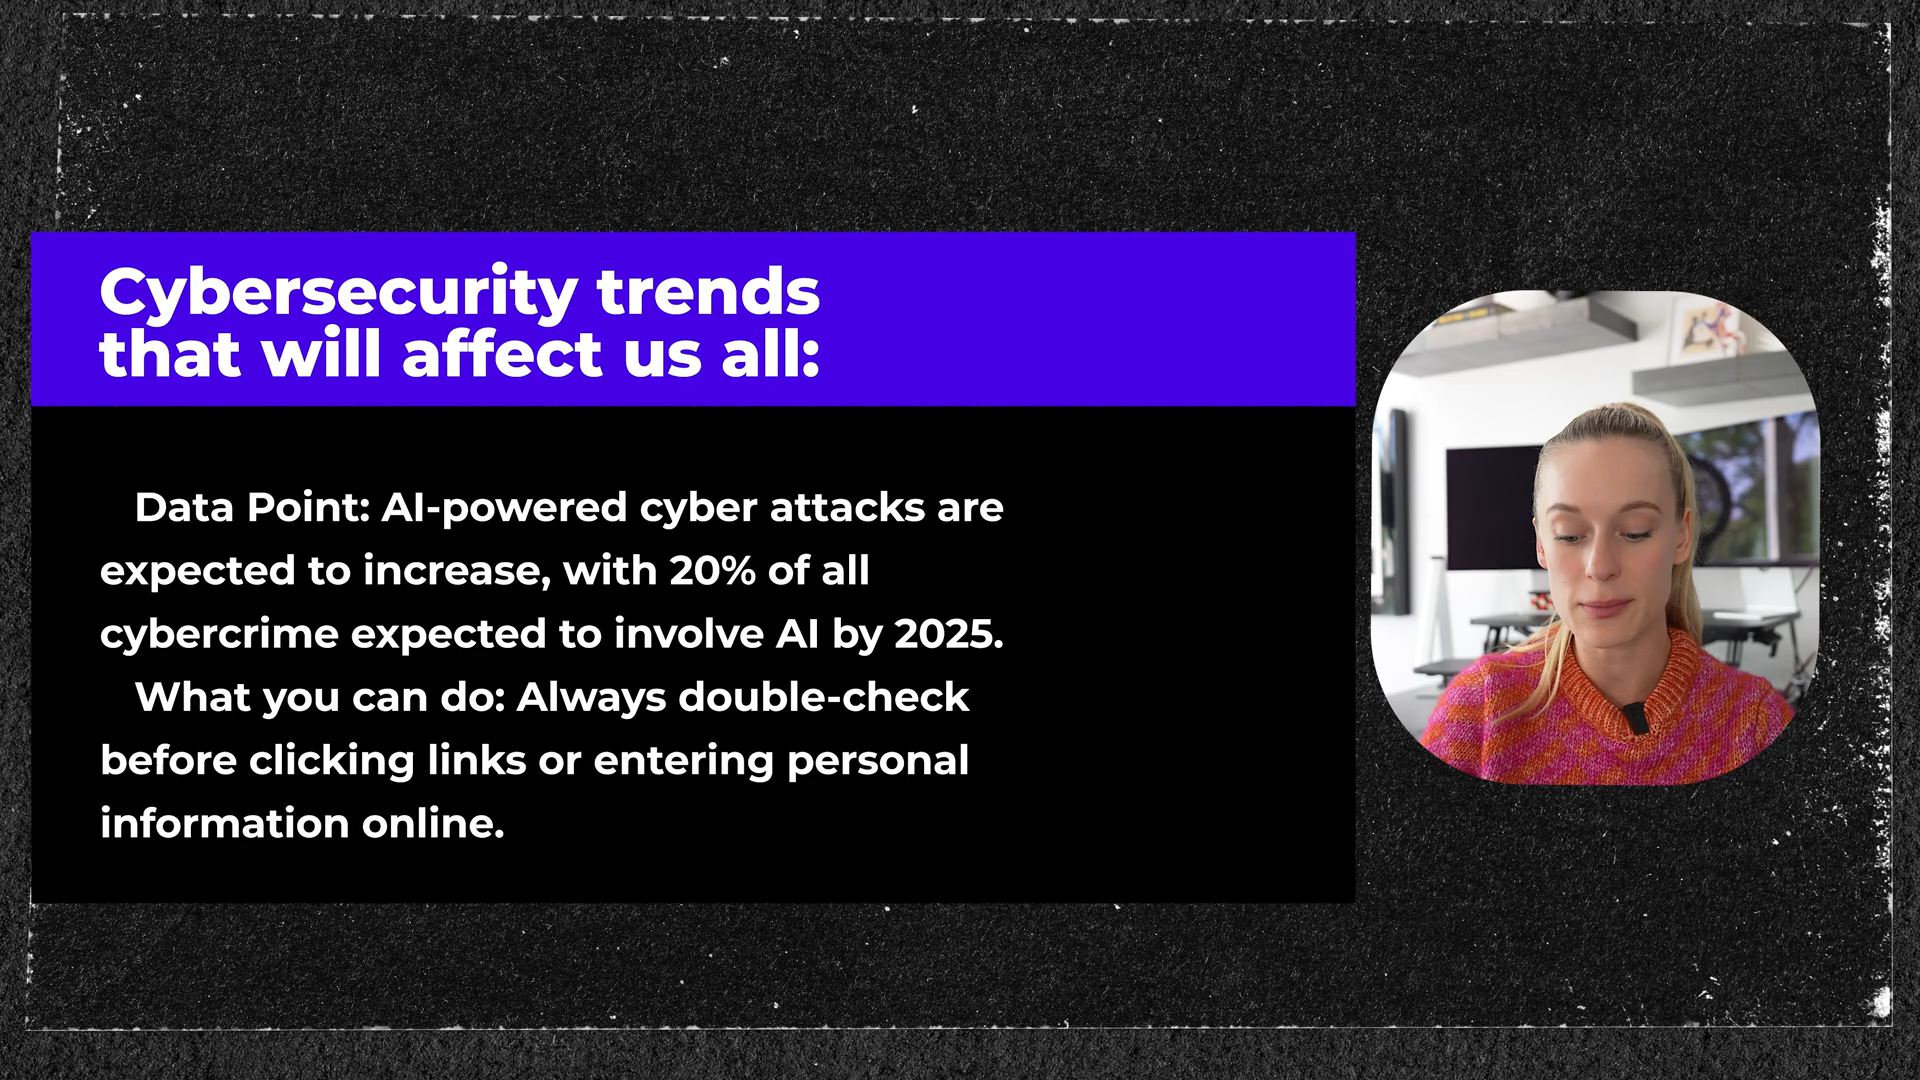 Cybersecurity trends
that will affect us all:
Data Point: AI-powered cyber attacks are
expected to increase, with 20% of all
cybercrime expected to involve AI by 2025.
What you can do: Always double-check
before clicking links or entering personal
information online.